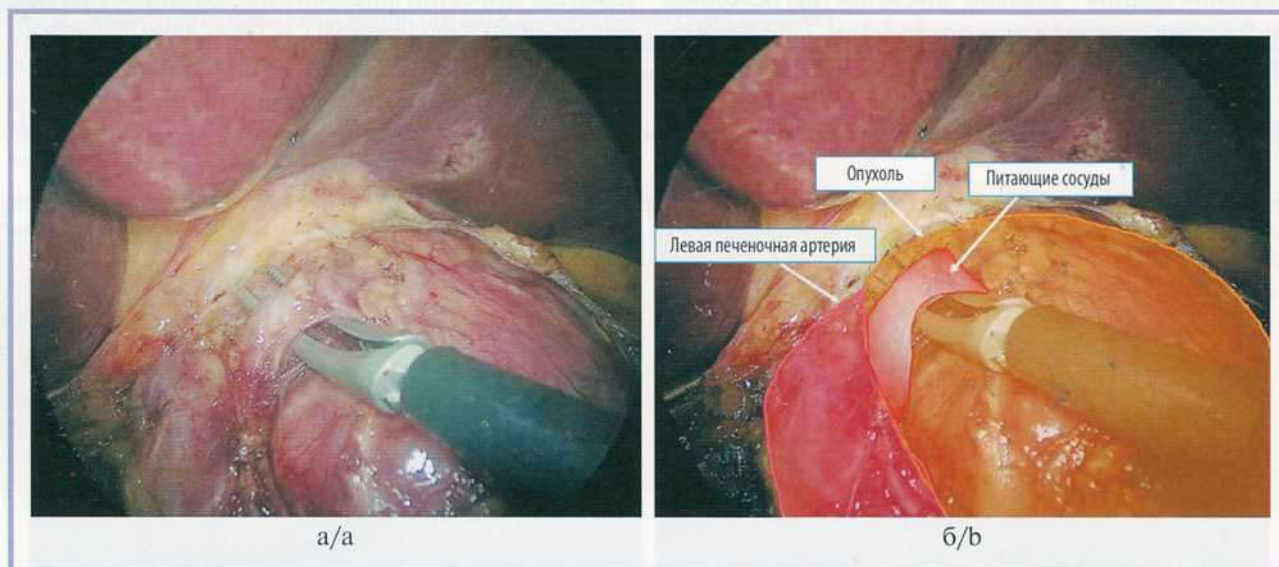 Опухоль
Питающие сосуды
Левая печеночная артерия
а/a
б/b